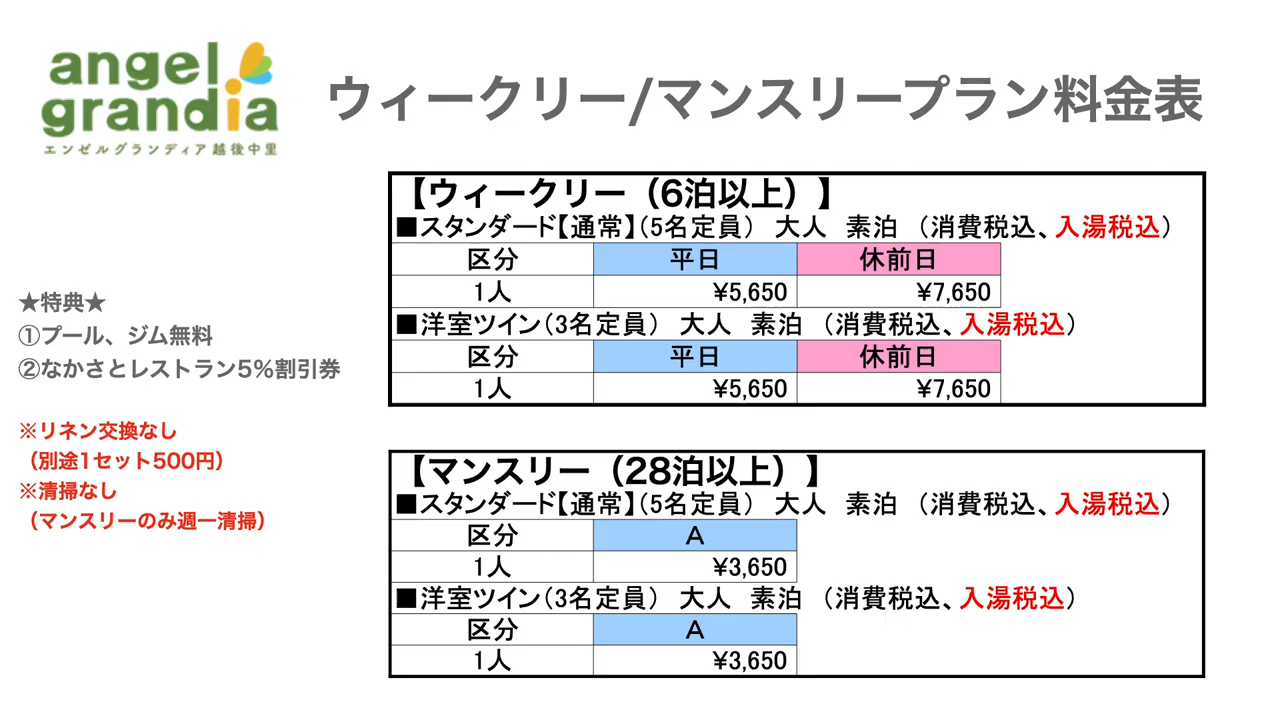 angel
grandia
エンゼルグランディア越後中里
ウィークリー/マンスリープラン料金表
★特典★
①プール、ジム無料
②なかさとレストラン5%割引券
※リネン交換なし
（別途1セット500円）
※清掃なし
（マンスリーのみ週一清掃）
【ウィークリー（6泊以上）】
■スタンダード【通常】（5名定員） 大人 素泊 （消費税込、入湯税込）
区分 平日 休前日
1人 ¥5,650 ¥7,650
■洋室ツイン（3名定員） 大人 素泊 （消費税込、入湯税込）
区分 平日 休前日
1人 ¥5,650 ¥7,650
【マンスリー（28泊以上）】
■スタンダード【通常】（5名定員） 大人 素泊 （消費税込、入湯税込）
区分 A
1人 ¥3,650
■洋室ツイン（3名定員） 大人 素泊 （消費税込、入湯税込）
区分 A
1人 ¥3,650